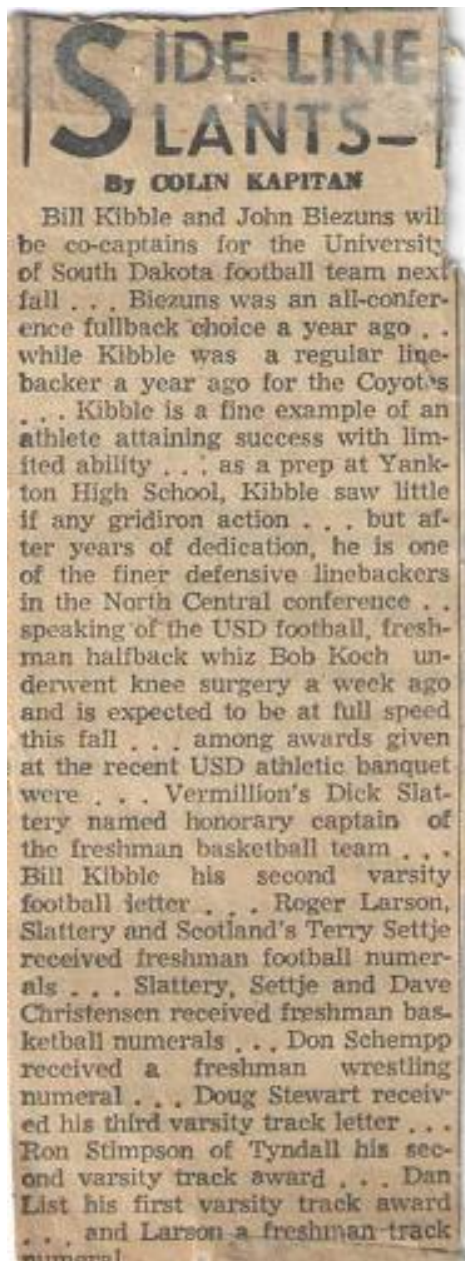 SIDE LINE
SLANTS—
By COLIN KAPITAN
Bill Kibble and John Biezuns will
be co-captains for the University
of South Dakota football team next
fall . . . Biezuns was an all-confer-
ence fullback choice a year ago . .
while Kibble was a regular line-
backer a year ago for the Coyotes
. . . Kibble is a fine example of an
athlete attaining success with lim-
ited ability . . . as a prep at Yank-
ton High School, Kibble saw little
if any gridiron action . . . but af-
ter years of dedication, he is one
of the finer defensive linebackers
in the North Central conference . .
speaking of the USD football, fresh-
man halfback whiz Bob Koch un-
derwent knee surgery a week ago
and is expected to be at full speed
this fall . . . among awards given
at the recent USD athletic banquet
were . . . Vermillion's Dick Slat-
tery named honorary captain of
the freshman basketball team . . .
Bill Kibble his second varsity
football letter . . . Roger Larson,
Slattery and Scotland's Terry Settje
received freshman football numer-
als . . . Slattery, Settje and Dave
Christensen received freshman bas-
ketball numerals . . . Don Schempp
received a freshman wrestling
numeral . . . Doug Stewart receiv-
ed his third varsity track letter . . .
Ron Stimpson of Tyndall his sec-
ond varsity track award . . . Dan
List his first varsity track award
. . . and Larson a freshman track
numeral